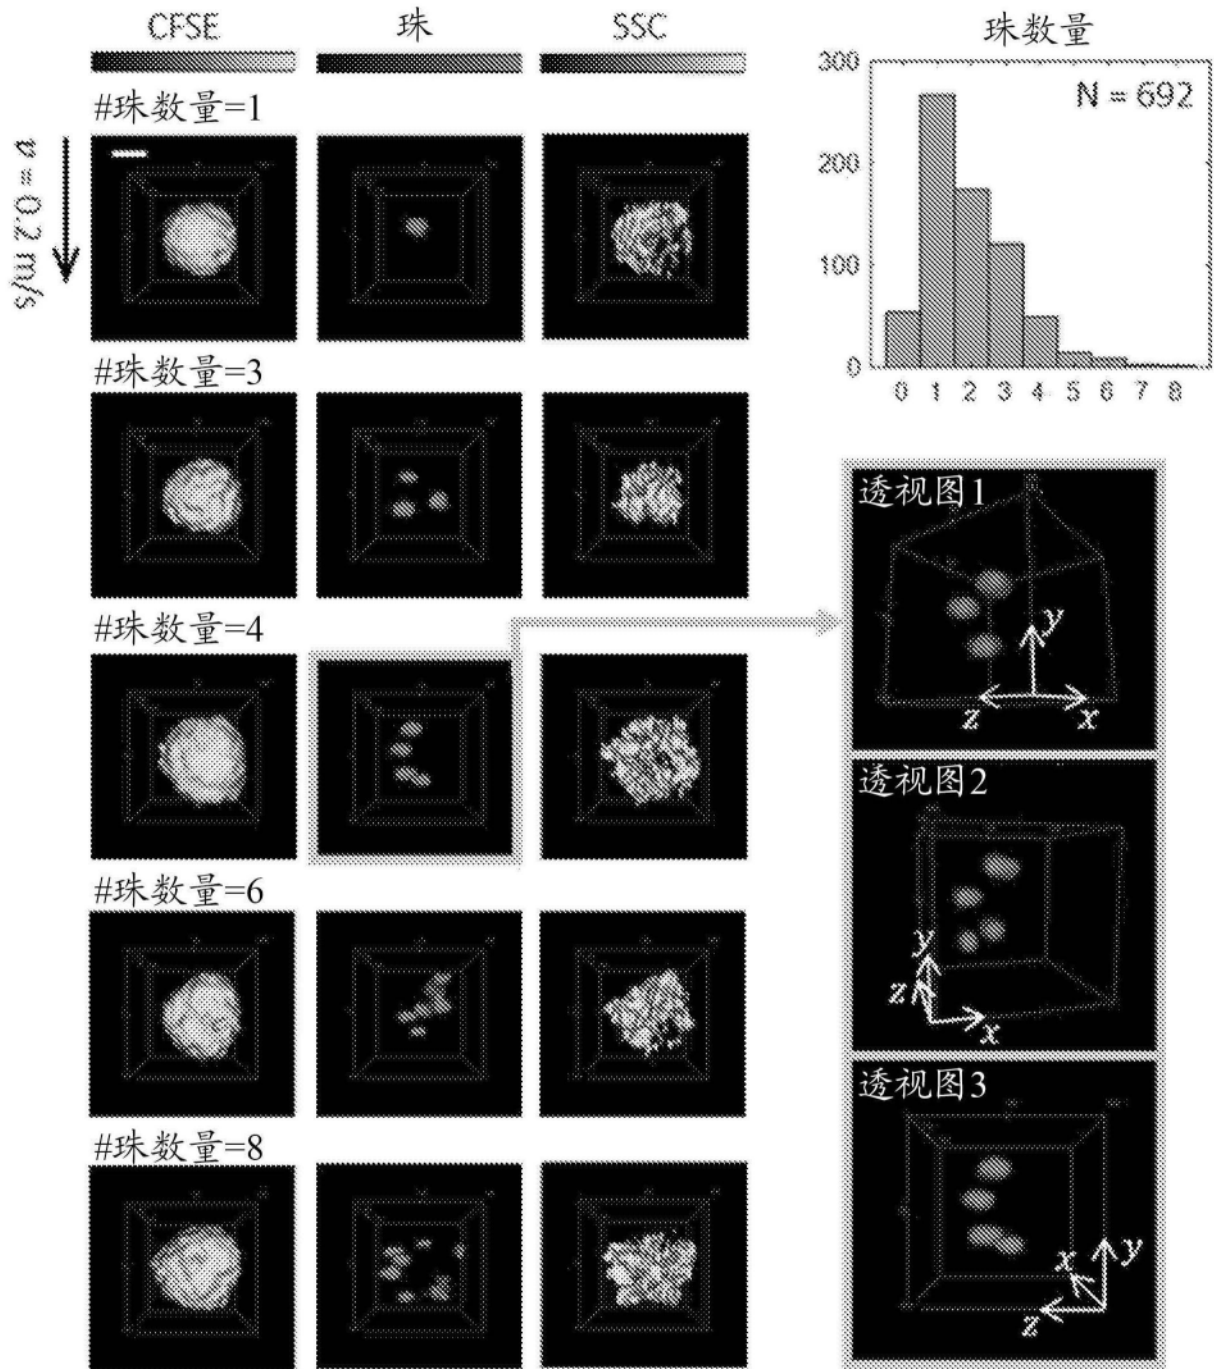 CFSE 珠 SSC
#珠数量=1
v = 0.2 m/s
#珠数量=3
#珠数量=4
#珠数量=6
#珠数量=8
珠数量
300
N = 692
200
100
0
0 1 2 3 4 5 6 7 8
透视图1
y
z x
透视图2
y
z
x
透视图3
y
x
z